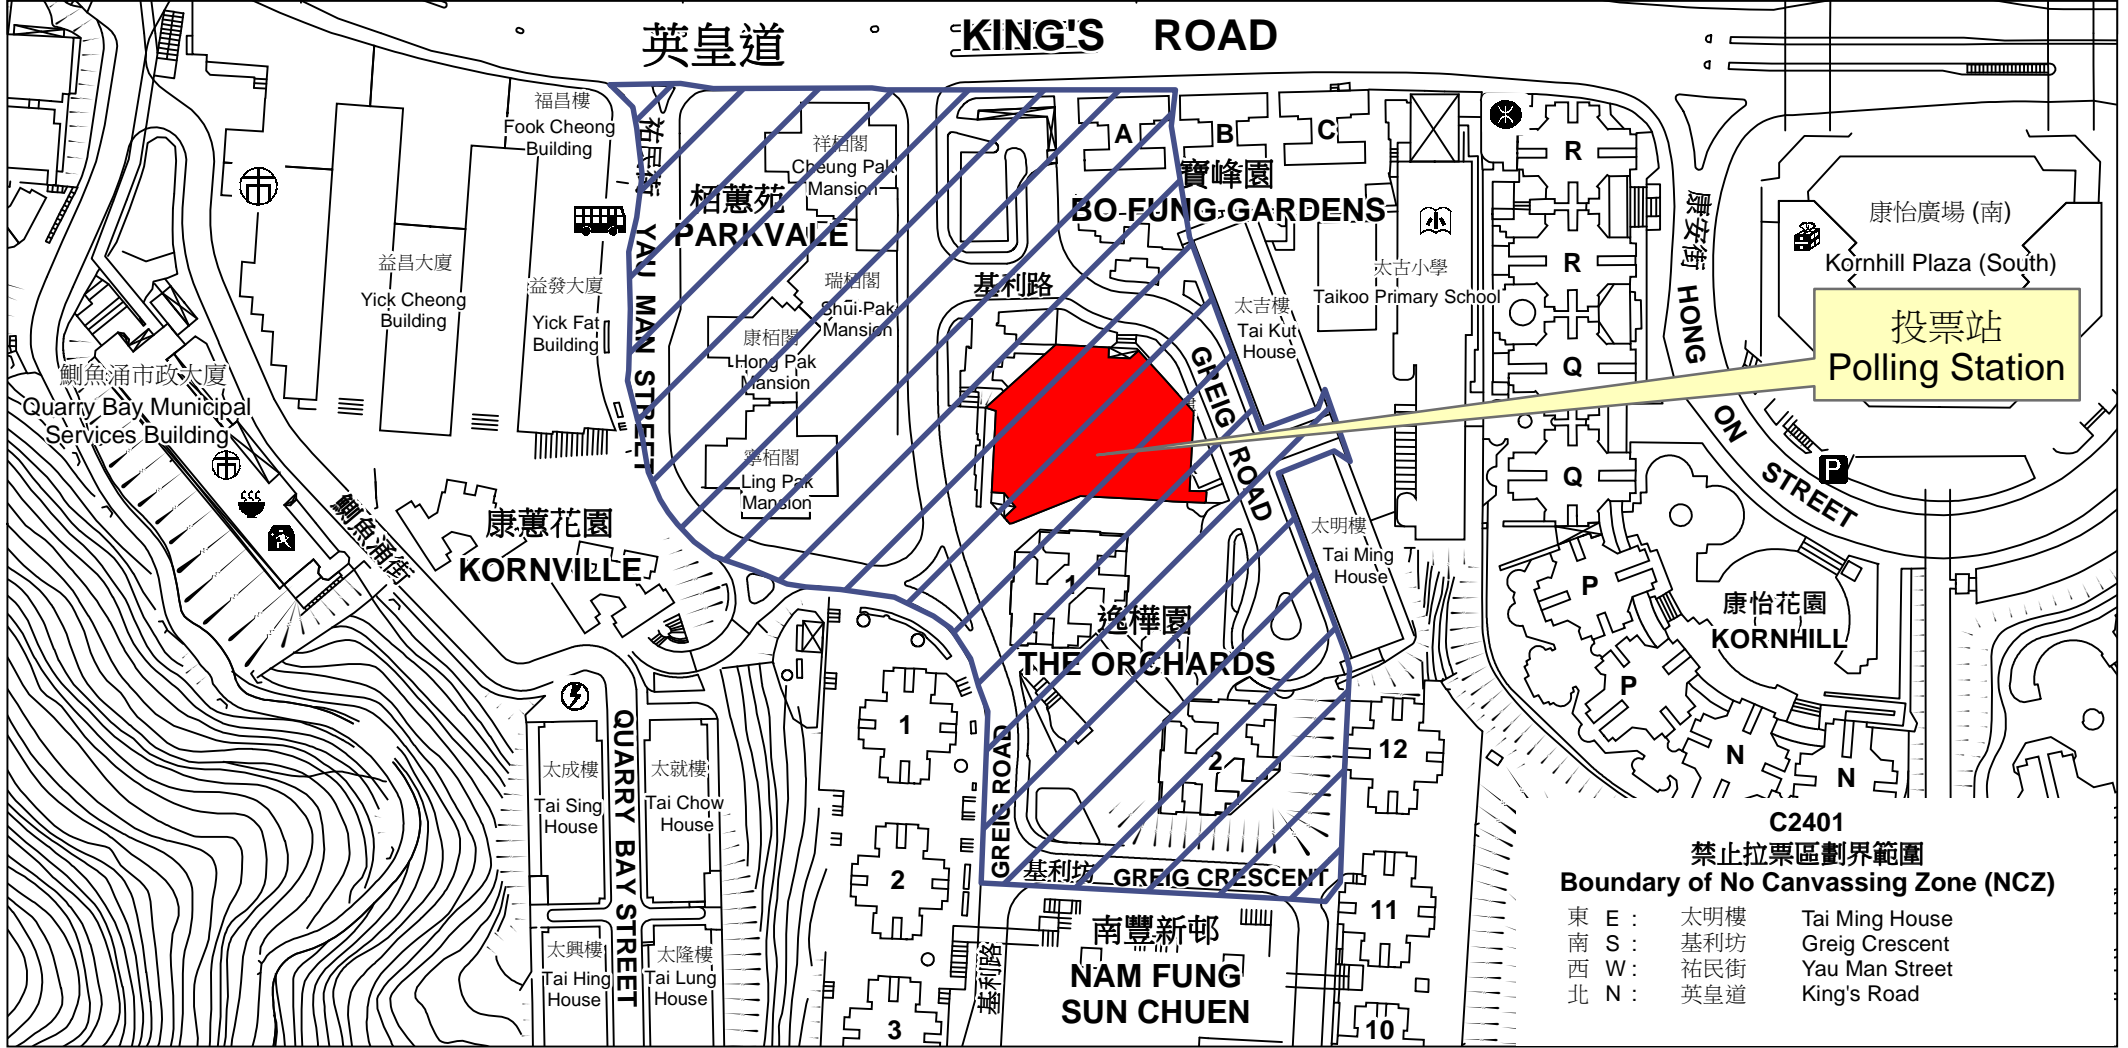 英皇道 KING'S ROAD
福昌樓
Fook Cheong
Building
祐民街 YAU MAN STREET
祥栢閣
Cheung Pak
Mansion
栢蕙苑
PARKVALE
A
B
C
寶峰園
BO-FUNG GARDENS
R
R
Q
Q
康安街 HONG ON STREET
康怡廣場 (南)
Kornhill Plaza (South)
益昌大廈
Yick Cheong
Building
益發大廈
Yick Fat
Building
瑞栢閣
Shui Pak
Mansion
基利路
太古小學
Taikoo Primary School
太吉樓
Tai Kut
House
投票站
Polling Station
康栢閣
Hong Pak
Mansion
GREIG ROAD
鰂魚涌市政大廈
Quarry Bay Municipal
Services Building
寧栢閣
Ling Pak
Mansion
P
鰂魚涌街
康蕙花園
KORNVILLE
太明樓
Tai Ming
House
1
逸樺園
THE ORCHARDS
2
P
P
康怡花園
KORNHILL
N
N
QUARRY BAY STREET
太成樓
Tai Sing
House
太就樓
Tai Chow
House
太興樓
Tai Hing
House
太隆樓
Tai Lung
House
1
2
3
GREIG ROAD
基利路
12
11
10
基利坊 GREIG CRESCENT
南豐新邨
NAM FUNG
SUN CHUEN
C2401
禁止拉票區劃界範圍
Boundary of No Canvassing Zone (NCZ)
東 E : 太明樓 Tai Ming House
南 S : 基利坊 Greig Crescent
西 W : 祐民街 Yau Man Street
北 N : 英皇道 King's Road